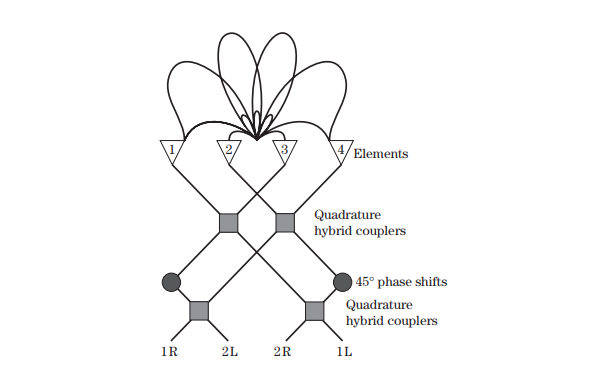 1
2
3
4
Elements
Quadrature
hybrid couplers
45° phase shifts
Quadrature
hybrid couplers
1R
2L
2R
1L